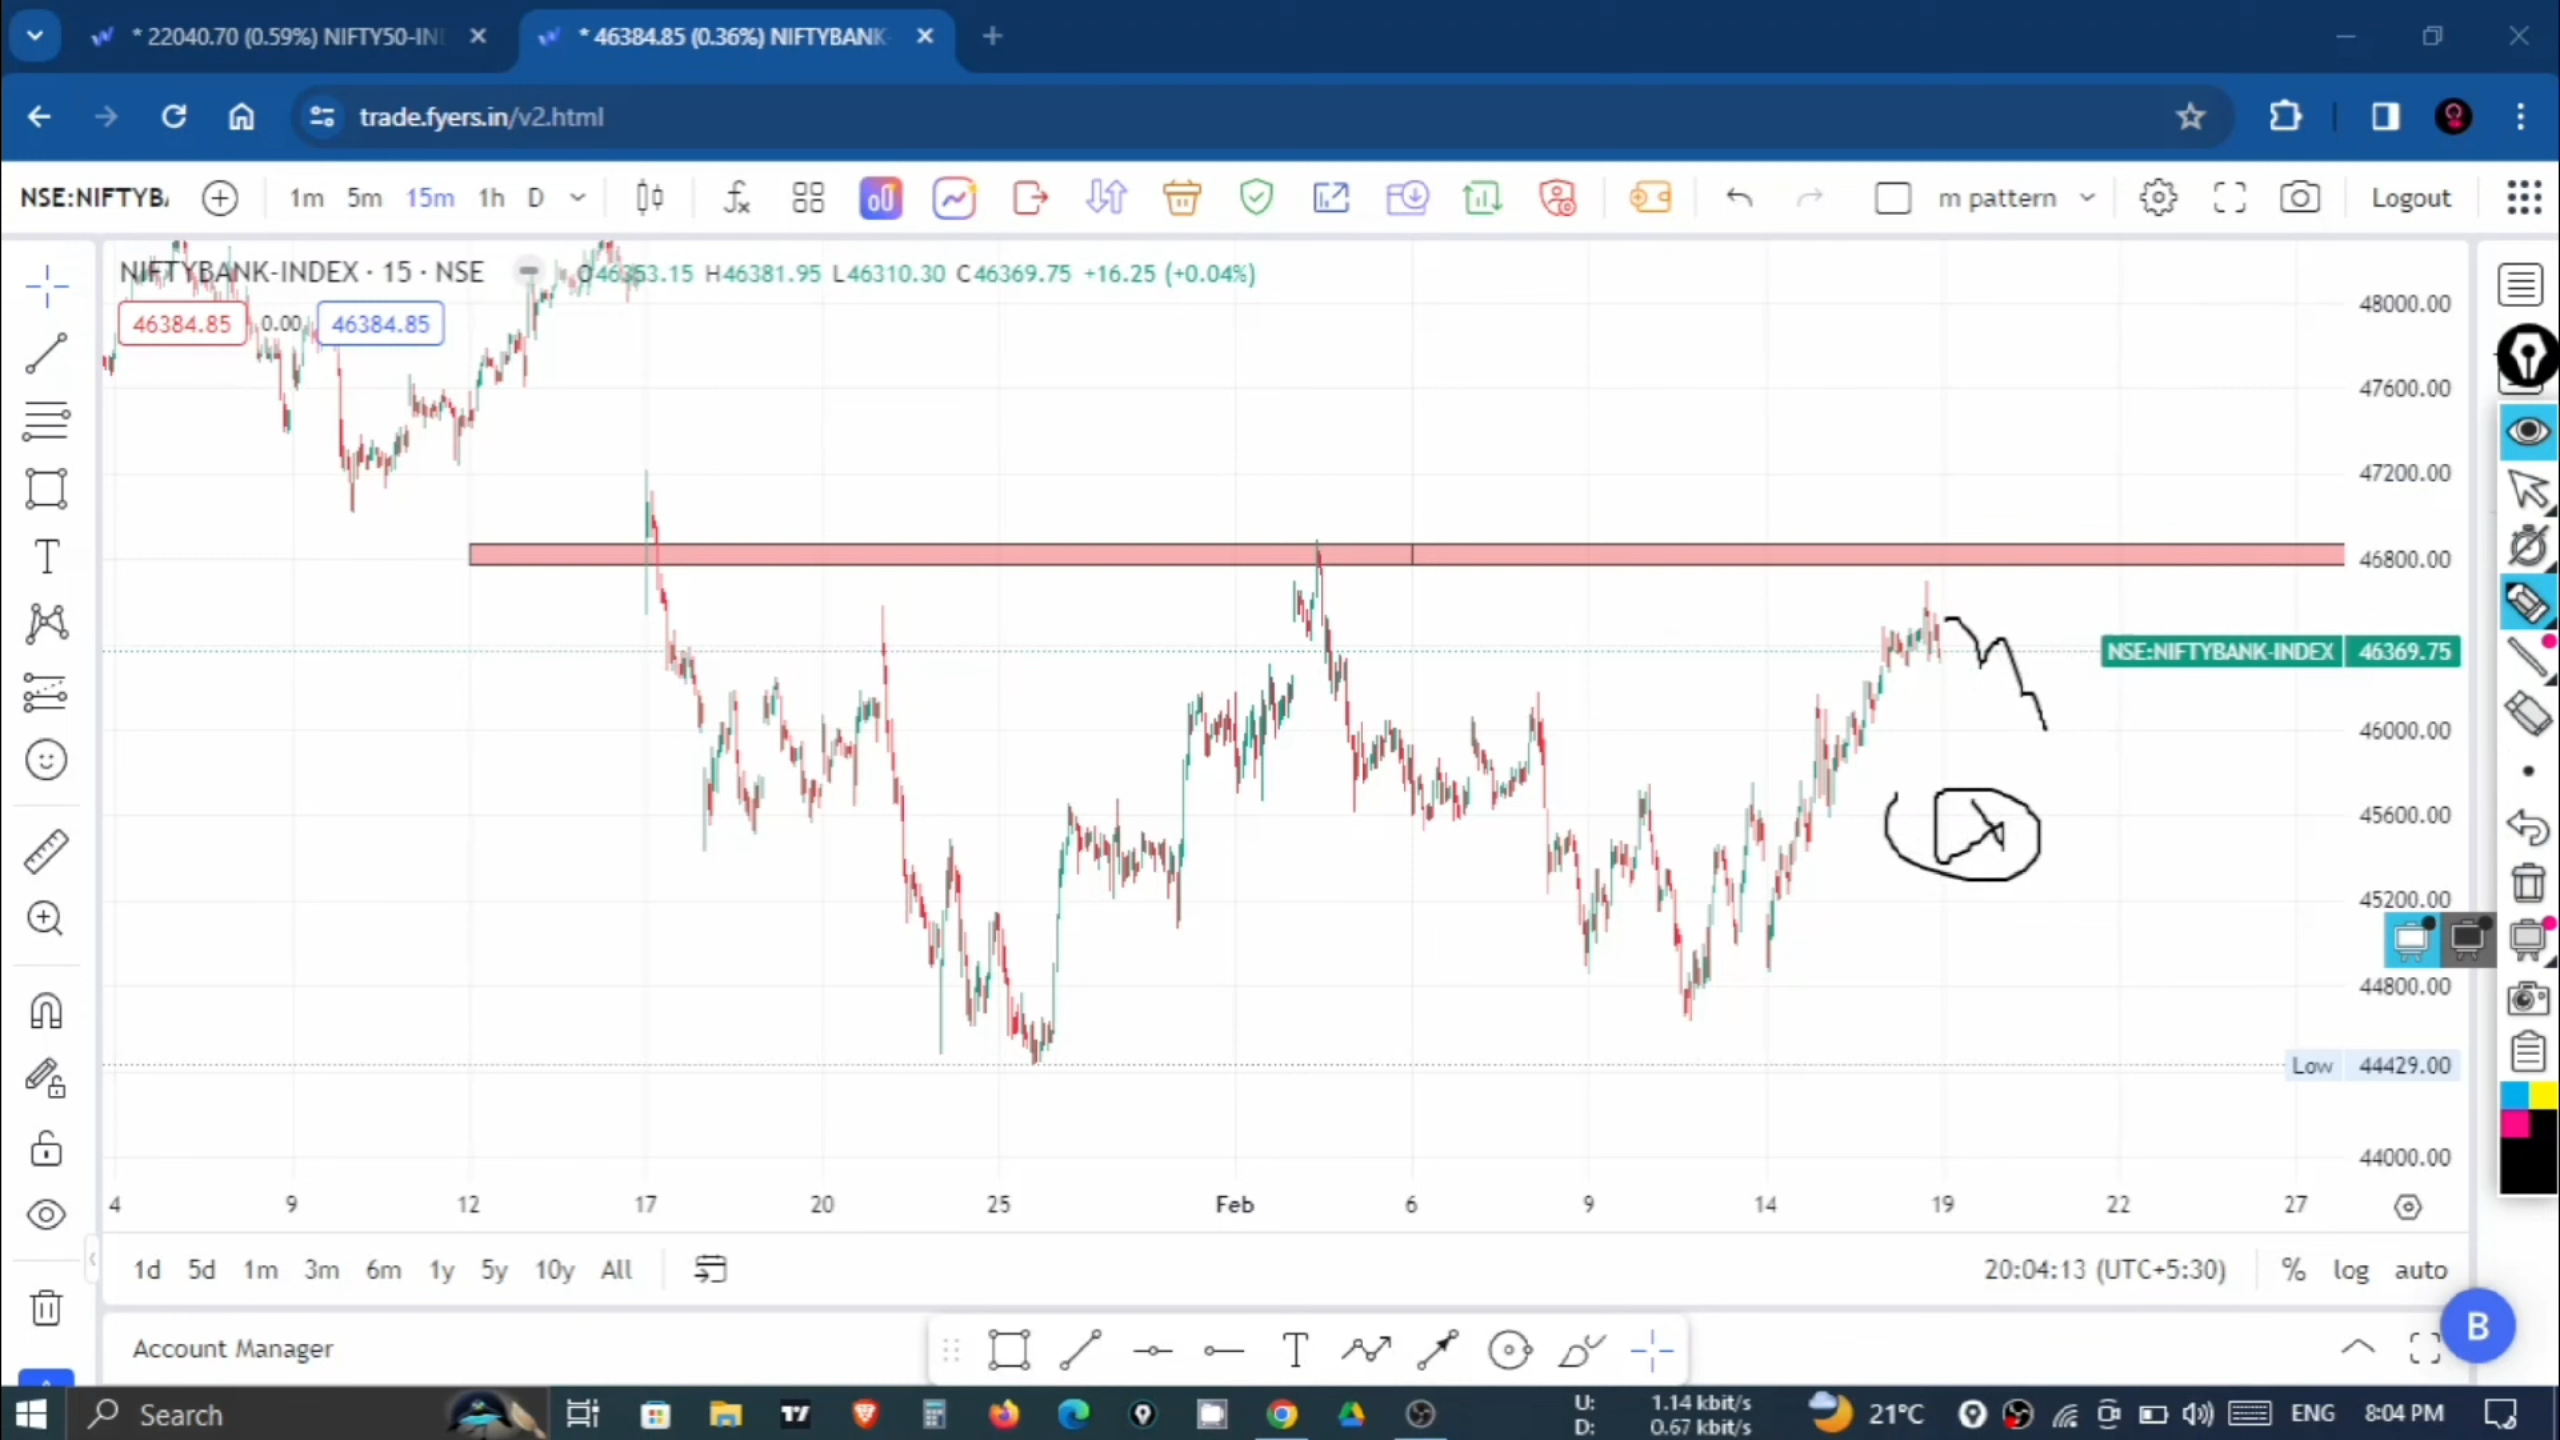 * 22040.70 (0.59%) NIFTY50-IN
* 46384.85 (0.36%) NIFTYBANK-
trade.fyers.in/v2.html
NSE:NIFTYB
1m 5m 15m 1h D
m pattern
Logout
NIFTYBANK-INDEX · 15 · NSE O46353.15 H46381.95 L46310.30 C46369.75 +16.25 (+0.04%)
46384.85 0.00 46384.85
48000.00
47600.00
47200.00
46800.00
NSE:NIFTYBANK-INDEX 46369.75
46000.00
45600.00
45200.00
44800.00
Low 44429.00
44000.00
4 9 12 17 20 25 Feb 6 9 14 19 22 27
1d 5d 1m 3m 6m 1y 5y 10y All
20:04:13 (UTC+5:30) % log auto
B
Account Manager
Search
U: 1.14 kbit/s
D: 0.67 kbit/s
21°C
ENG
8:04 PM